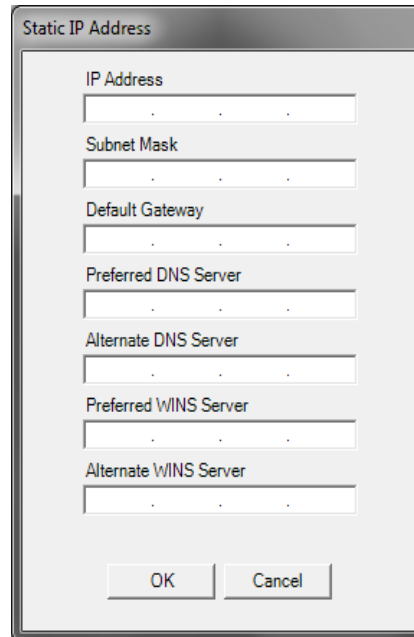 Static IP Address
IP Address
. . .
Subnet Mask
. . .
Default Gateway
. . .
Preferred DNS Server
. . .
Alternate DNS Server
. . .
Preferred WINS Server
. . .
Alternate WINS Server
. . .
OK Cancel